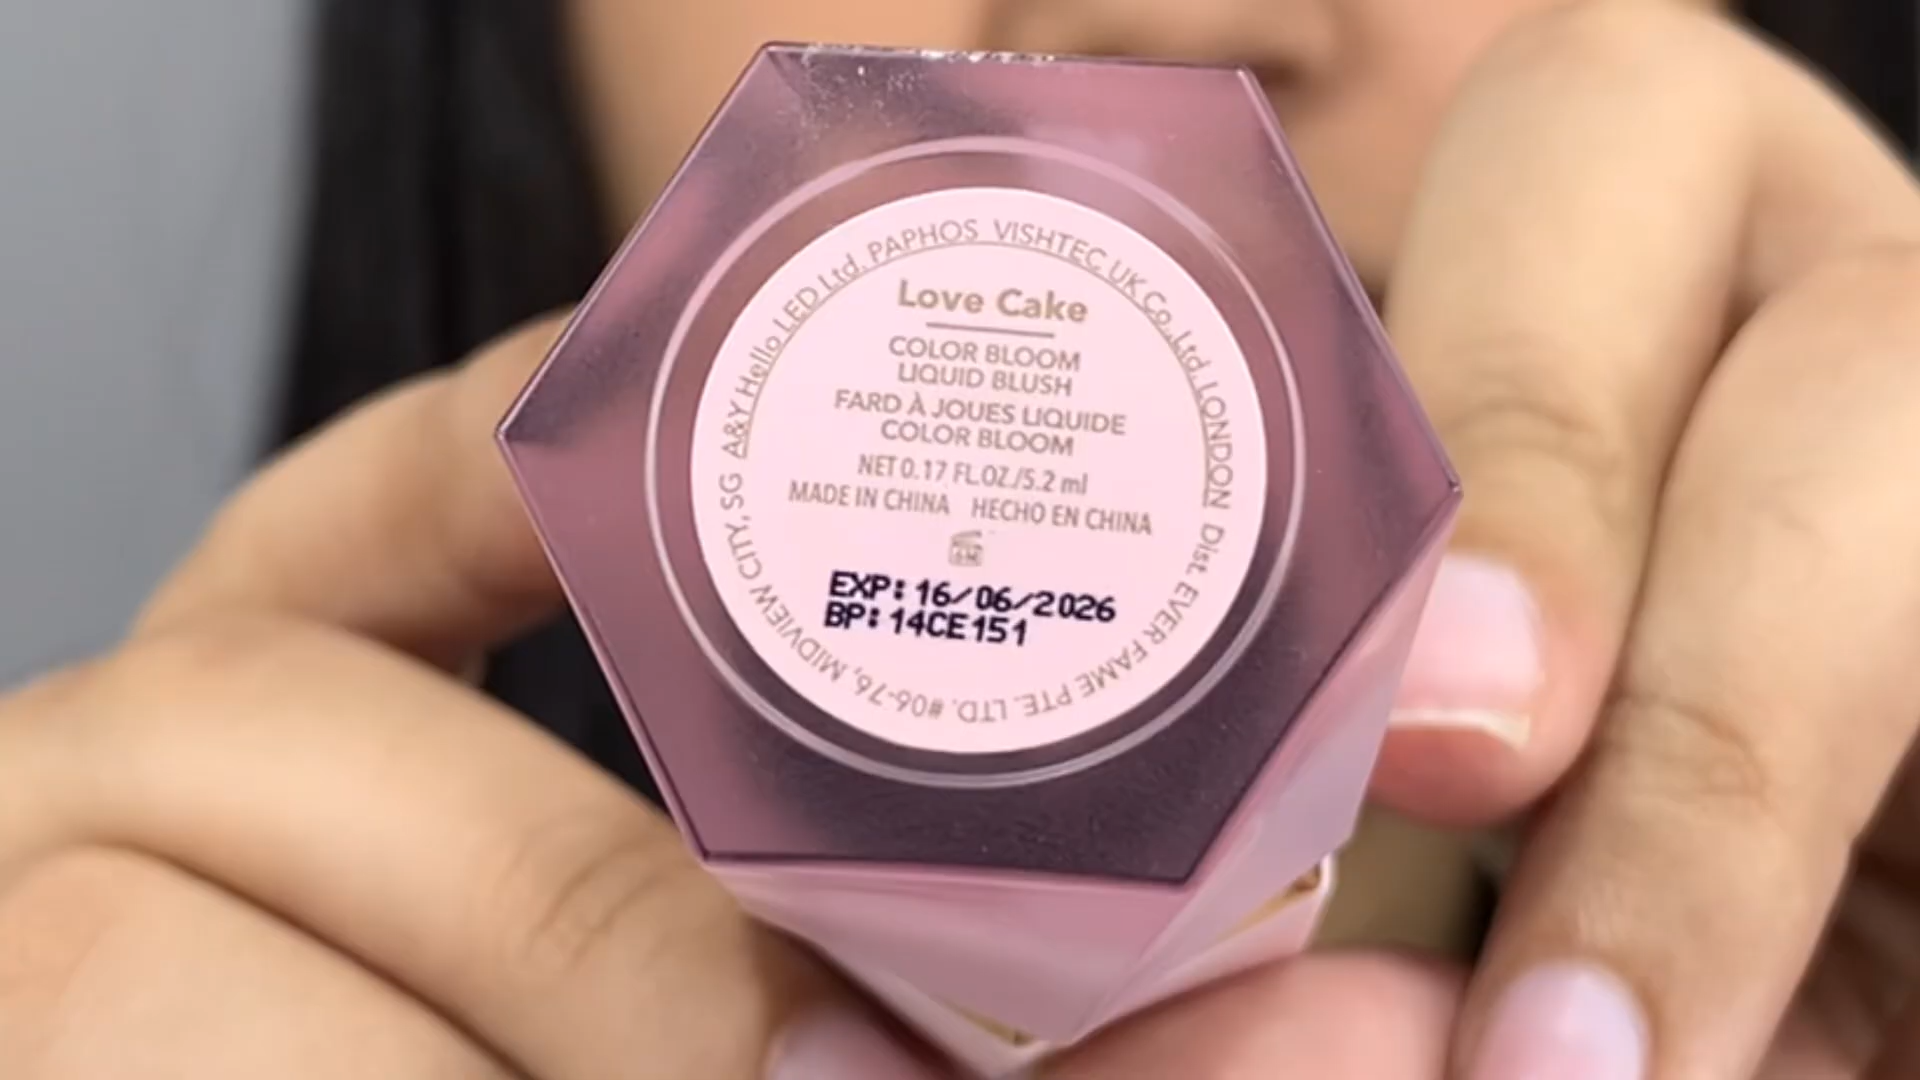 Love Cake
COLOR BLOOM
LIQUID BLUSH
FARD À JOUES LIQUIDE
COLOR BLOOM
NET 0.17 FL.OZ./5.2 ml
MADE IN CHINA HECHO EN CHINA
EXP: 16/06/2026
BP: 14CE151
A&Y Hello LED Ltd. PAPHOS VISHTEC UK Co.,Ltd. LONDON Dist. EVER FAME PTE. LTD. #06-76, MIDVIEW CITY, SG